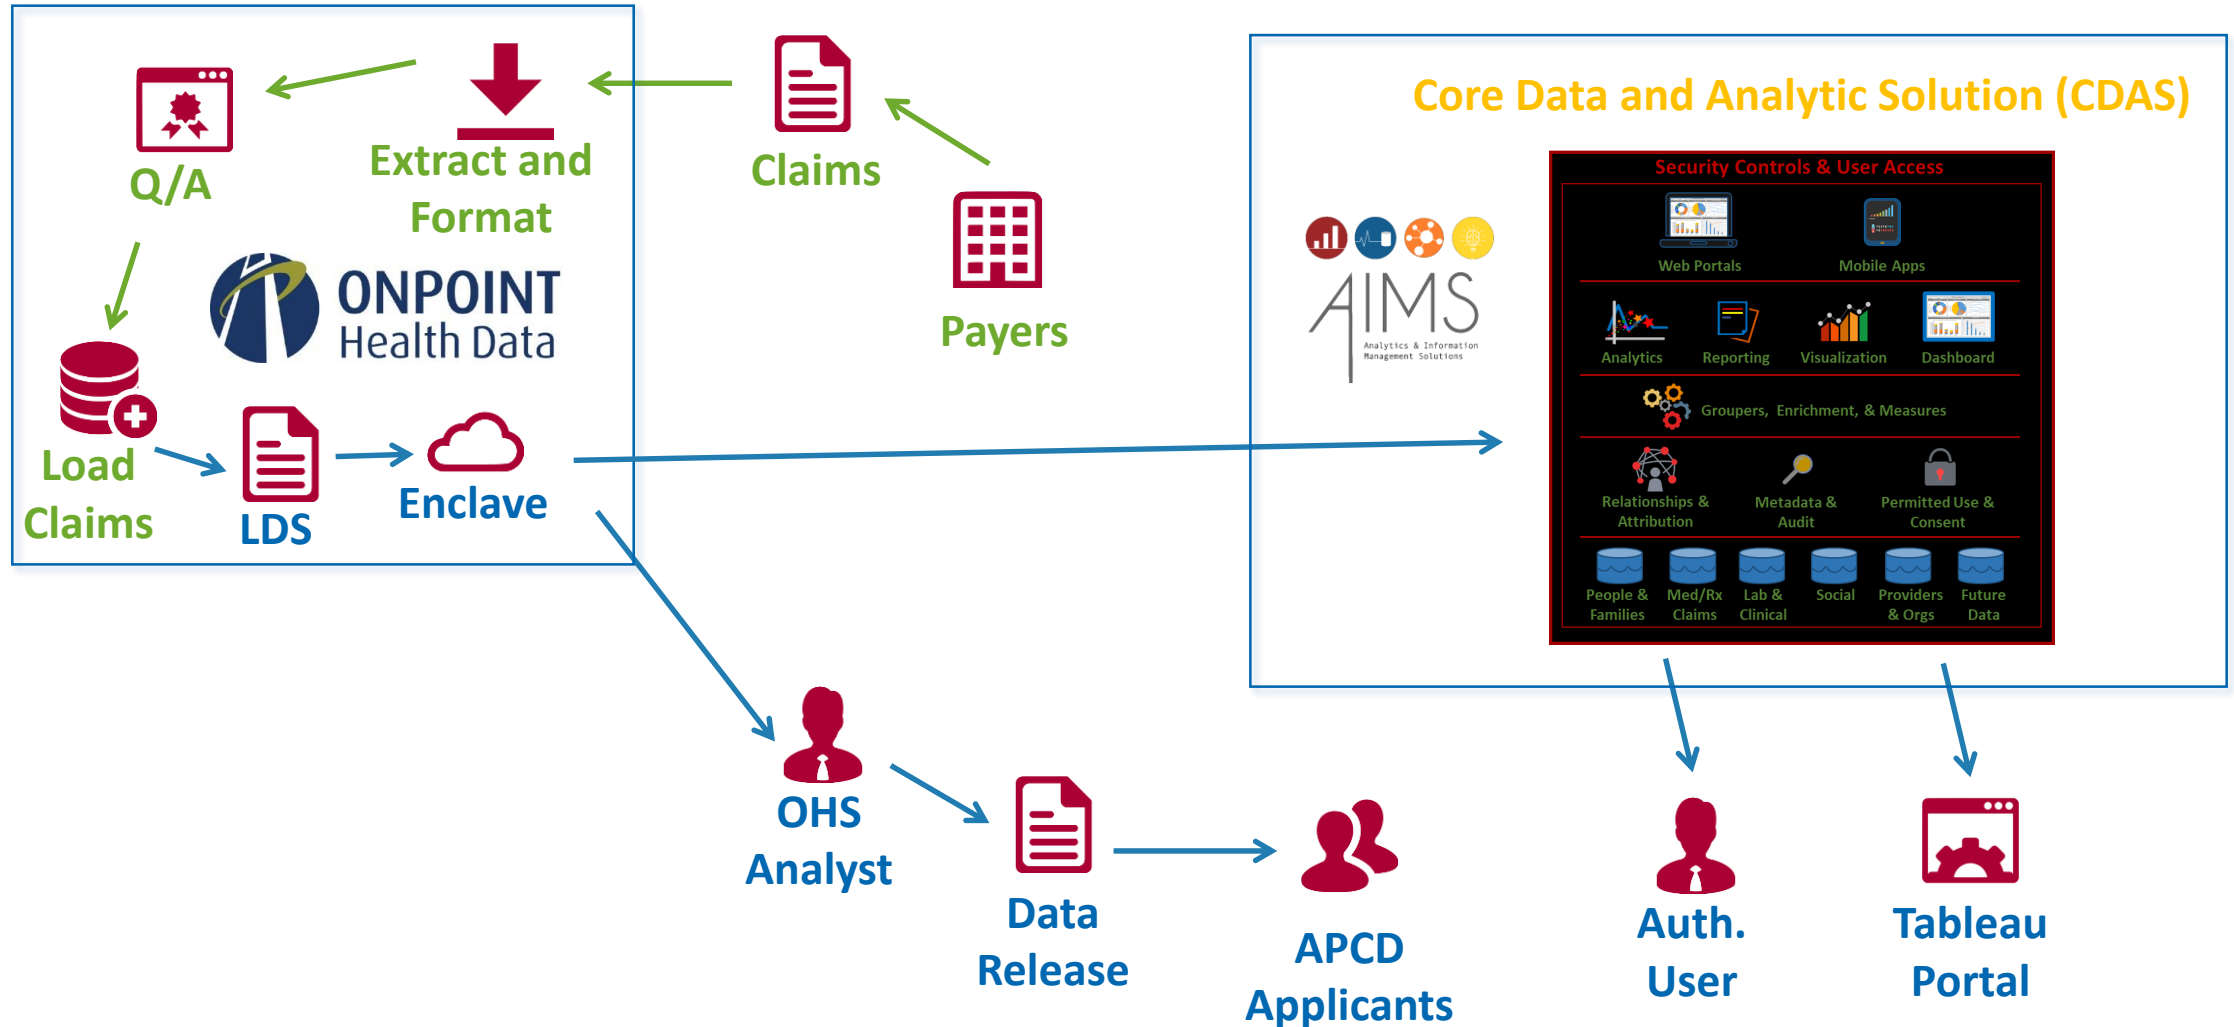 Q/A
Extract and
Format
Claims
Payers
ONPOINT
Health Data
Load
Claims
LDS
Enclave
Core Data and Analytic Solution (CDAS)
AIMS
Analytics & Information
Management Solutions
Security Controls & User Access
Web Portals
Mobile Apps
Analytics
Reporting
Visualization
Dashboard
Groupers, Enrichment, & Measures
Relationships &
Attribution
Metadata &
Audit
Permitted Use &
Consent
People &
Families
Med/Rx
Claims
Lab &
Clinical
Social
Providers
& Orgs
Future
Data
OHS
Analyst
Data
Release
APCD
Applicants
Auth.
User
Tableau
Portal